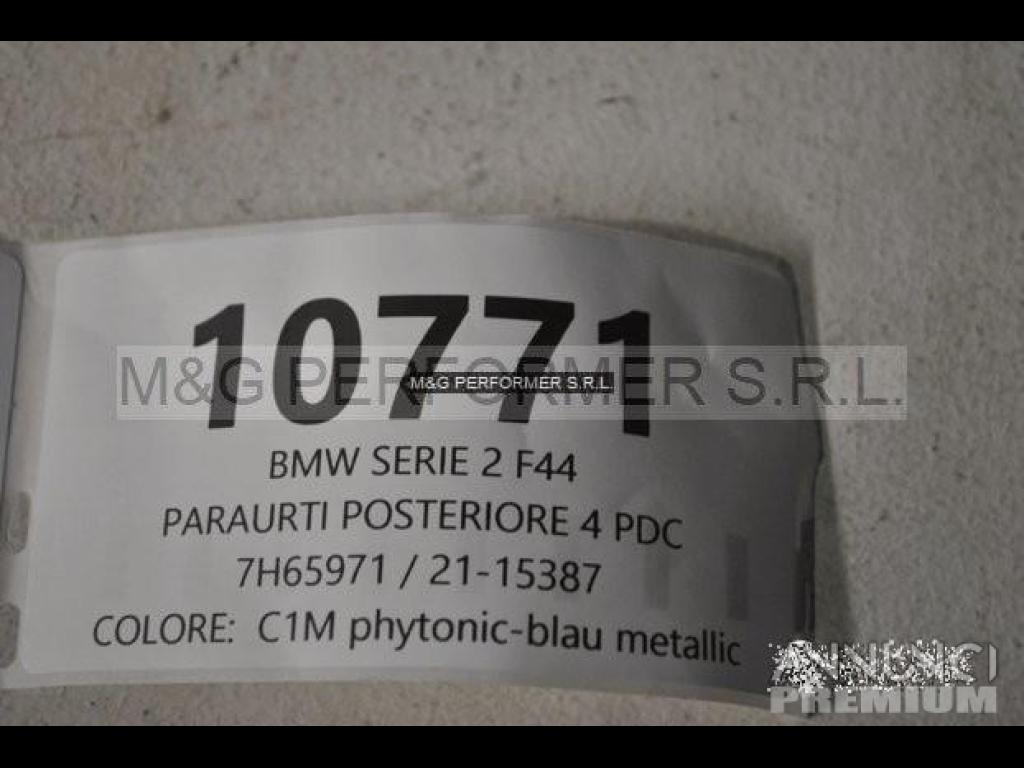 10771
M&G PERFORMER S.R.L.
M&G PERFORMER S.R.L.
BMW SERIE 2 F44
PARAURTI POSTERIORE 4 PDC
7H65971 / 21-15387
COLORE: C1M phytonic-blau metallic
ANNUNCI
PREMIUM